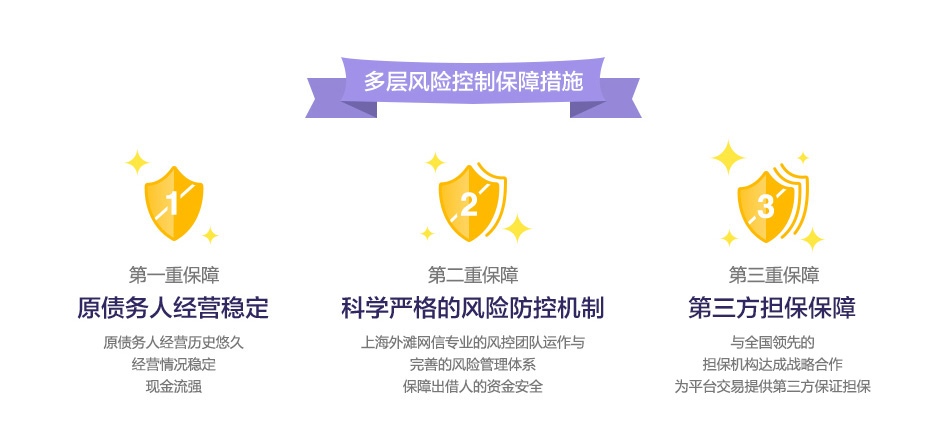 多层风险控制保障措施
1
2
3
第一重保障
原债务人经营稳定
原债务人经营历史悠久
经营情况稳定
现金流强
第二重保障
科学严格的风险防控机制
上海外滩网信专业的风控团队运作与
完善的风险管理体系
保障出借人的资金安全
第三重保障
第三方担保保障
与全国领先的
担保机构达成战略合作
为平台交易提供第三方保证担保